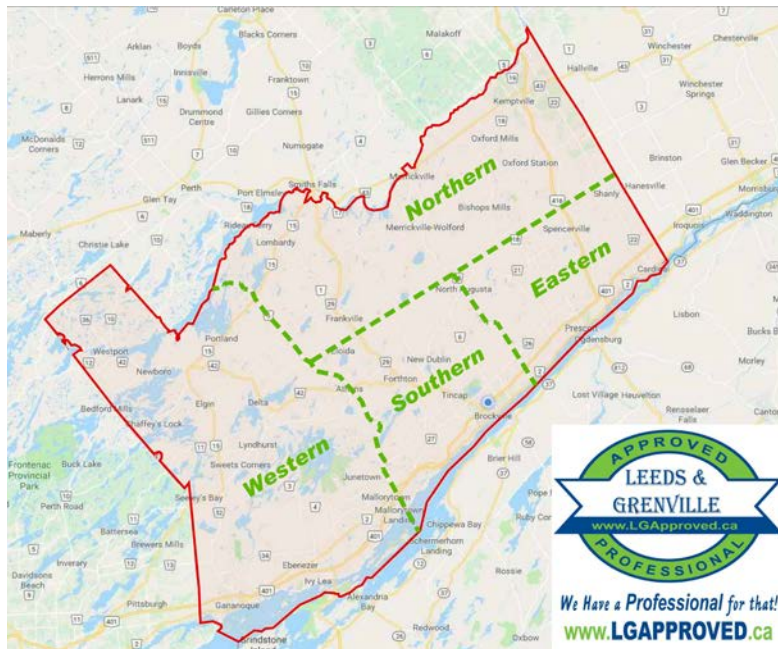 Carleton Place
Blacks Corners
Malakoff
Chesterville
Arklan
Boyds
Winchester
Hallville
Herrons Mills
Innisville
Franktown
Winchester Springs
Lanark
Drummond Centre
Gillies Corners
Kemptville
McDonalds Corners
Numogate
Oxford Mills
Brinston
Oxford Station
Glen Becker
Perth
Smiths Falls
Merrickville
Hanesville
Glen Tay
Port Elmsley
Northern
Shanly
Maberly
Rideau Ferry
Bishops Mills
Iroquois
Waddington
Christie Lake
Lombardy
Merrickville-Wolford
Spencerville
Eastern
Cardinal
North Augusta
Frankville
Lisbon
Portland
Prescott
Ogdensburg
Westport
New Dublin
Morley
Newboro
Southern
Forthton
Athens
Lost Village
Heuvelton
Bedford Mills
Elgin
Delta
Tincap
Rensselaer Falls
Chaffey's Lock
Brockville
Frontenac Provincial Park
Buck Lake
Lyndhurst
Western
Brier Hill
Sweets Corners
Junetown
Perth Road
Seeley's Bay
Mallorytown
Mallorytown Landing
Chippewa Bay
Battersea
Brewers Mills
Schermerhorn Landing
Inverary
Ebenezer
Rossie
Davidsons Beach
Ivy Lea
Pittsburgh
Gananoque
Alexandria Bay
Redwood
Oxbow
Grindstone Island
APPROVED
LEEDS &
GRENVILLE
www.LGApproved.ca
PROFESSIONAL
We Have a Professional for that!
www.LGAPPROVED.ca